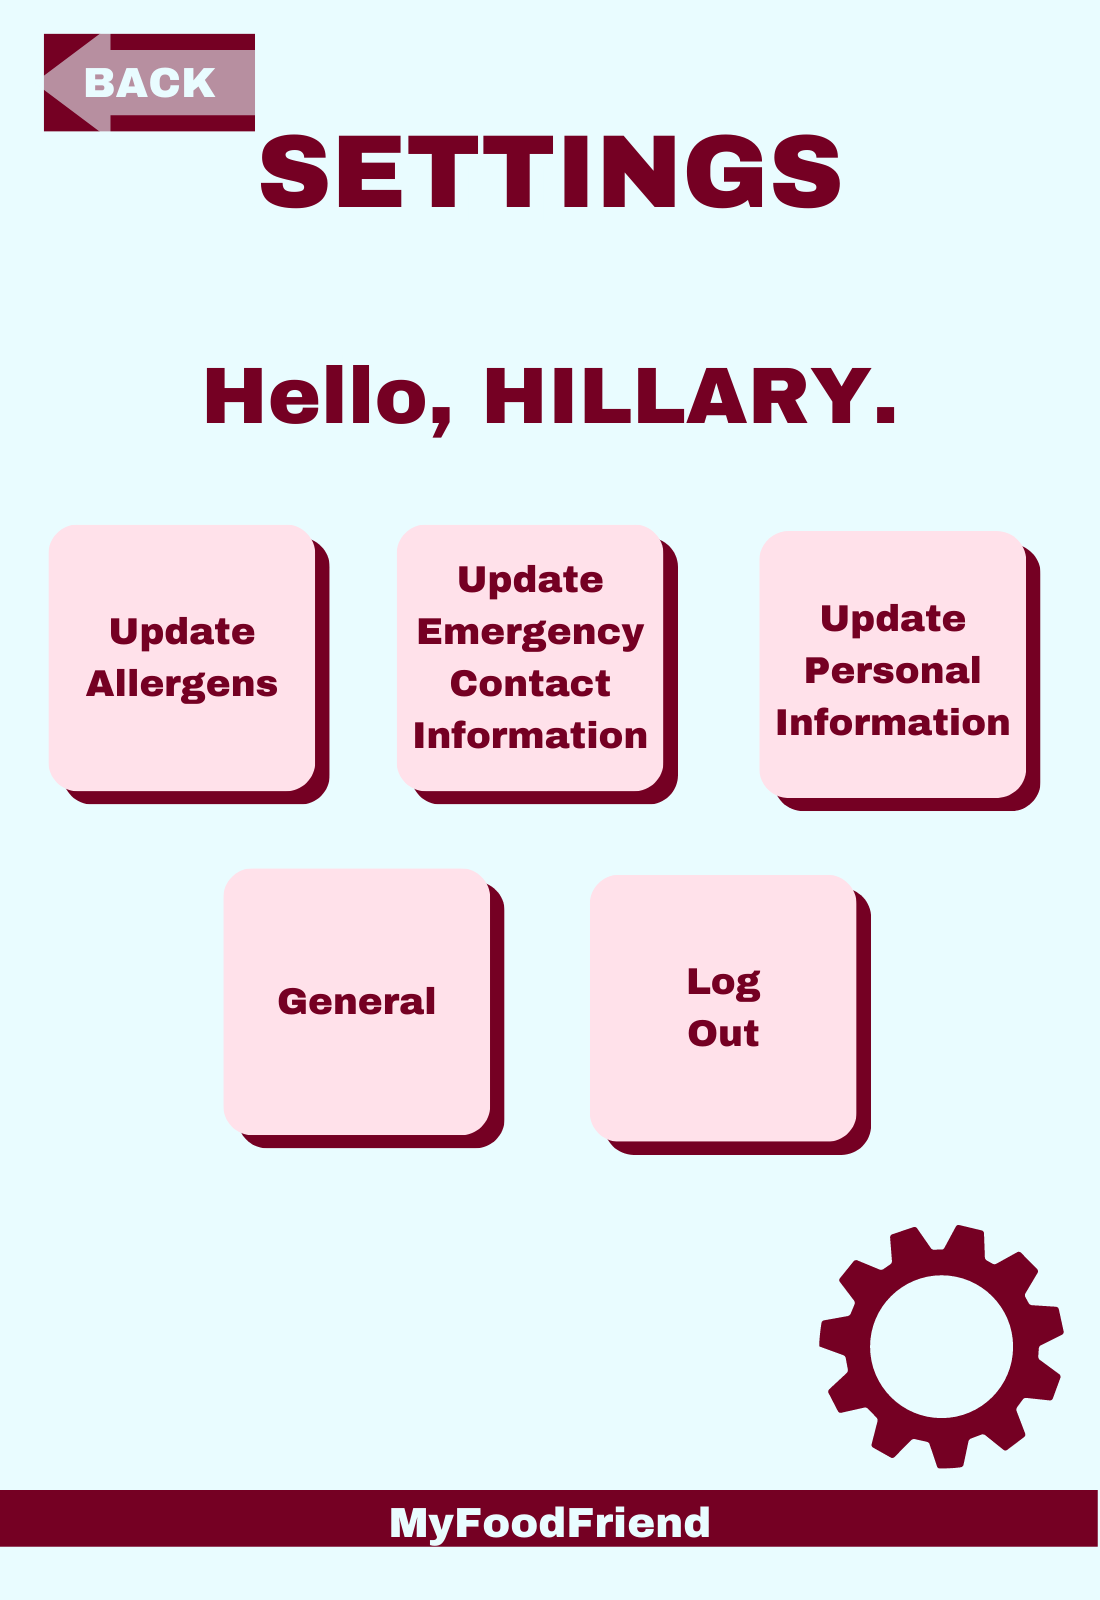 BACK
SETTINGS
Hello, HILLARY.
Update
Allergens
Update
Emergency
Contact
Information
Update
Personal
Information
General
Log
Out
MyFoodFriend